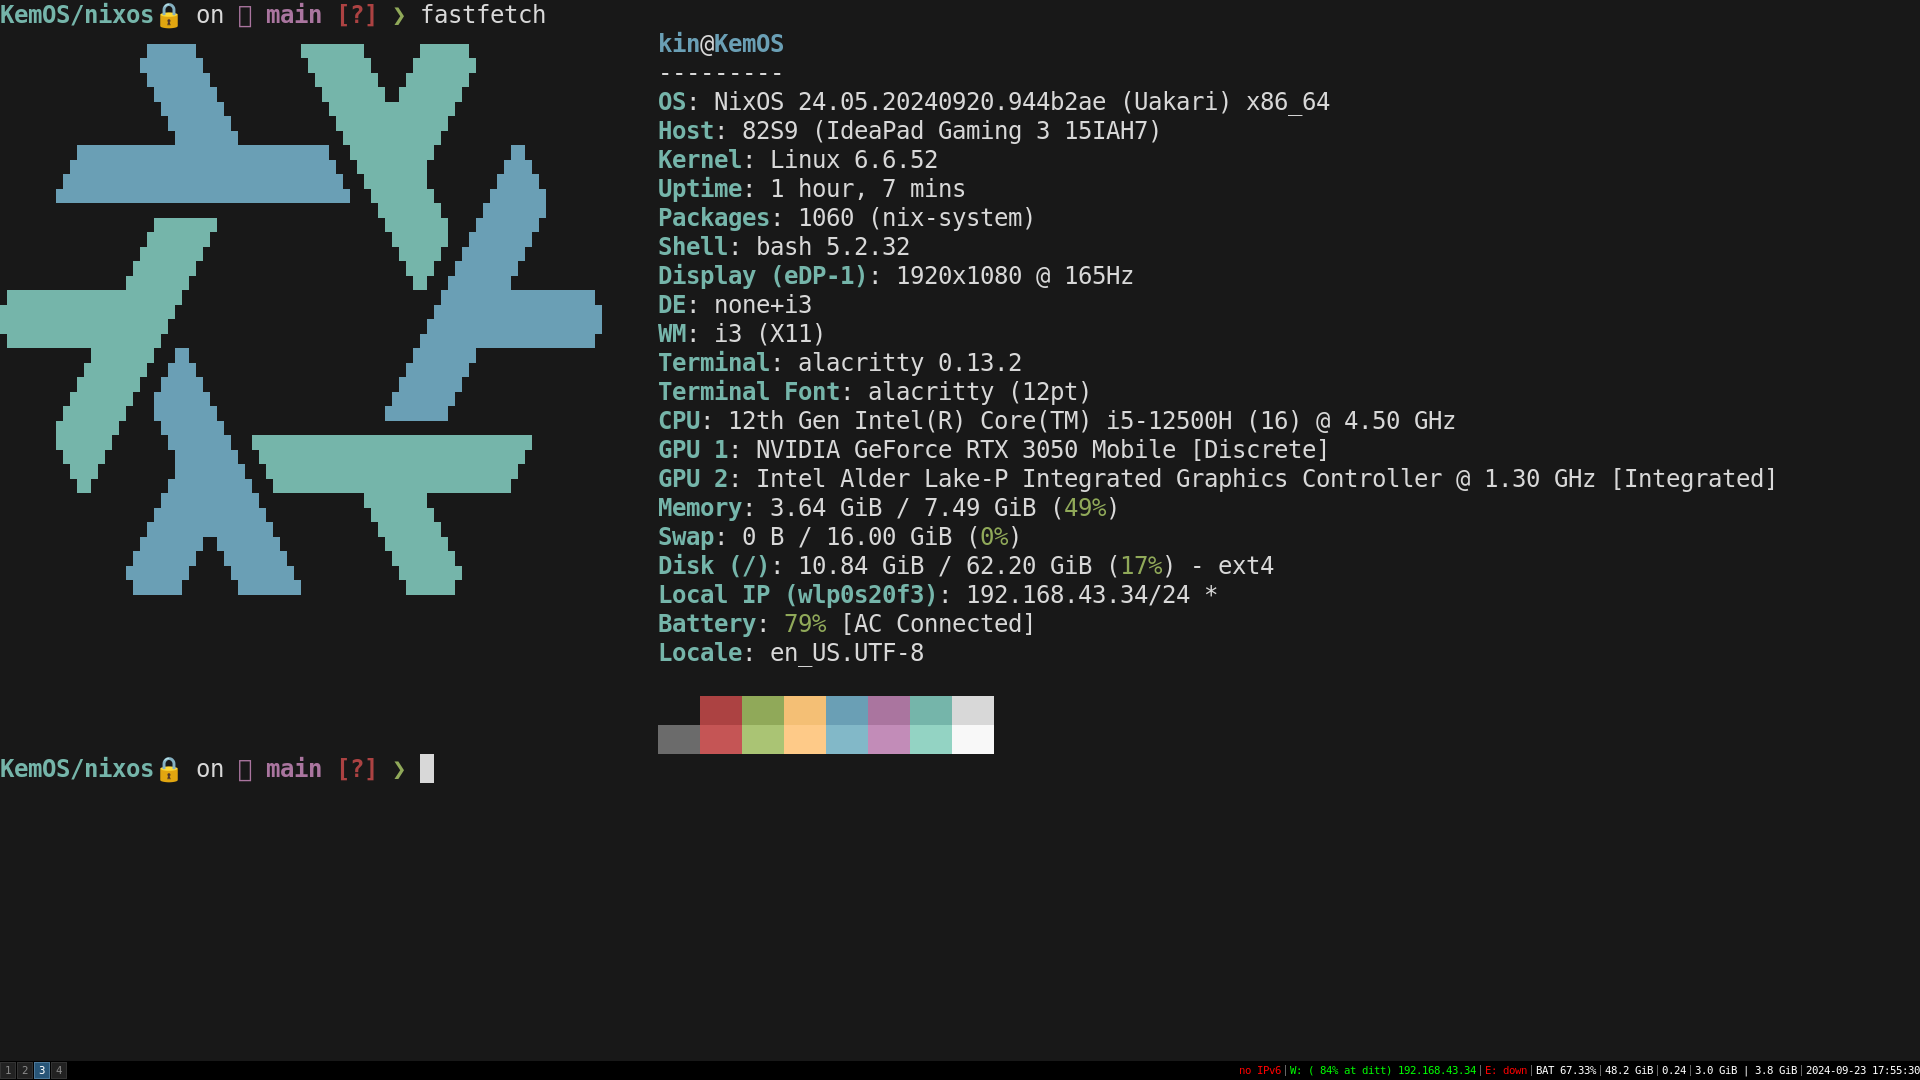 KemOS/nixos🔒 on  main [?] ❯ fastfetch
kin@KemOS
---------
OS: NixOS 24.05.20240920.944b2ae (Uakari) x86_64
Host: 82S9 (IdeaPad Gaming 3 15IAH7)
Kernel: Linux 6.6.52
Uptime: 1 hour, 7 mins
Packages: 1060 (nix-system)
Shell: bash 5.2.32
Display (eDP-1): 1920x1080 @ 165Hz
DE: none+i3
WM: i3 (X11)
Terminal: alacritty 0.13.2
Terminal Font: alacritty (12pt)
CPU: 12th Gen Intel(R) Core(TM) i5-12500H (16) @ 4.50 GHz
GPU 1: NVIDIA GeForce RTX 3050 Mobile [Discrete]
GPU 2: Intel Alder Lake-P Integrated Graphics Controller @ 1.30 GHz [Integrated]
Memory: 3.64 GiB / 7.49 GiB (49%)
Swap: 0 B / 16.00 GiB (0%)
Disk (/): 10.84 GiB / 62.20 GiB (17%) - ext4
Local IP (wlp0s20f3): 192.168.43.34/24 *
Battery: 79% [AC Connected]
Locale: en_US.UTF-8
KemOS/nixos🔒 on  main [?] ❯
1 2 3 4 no IPv6|W: ( 84% at ditt) 192.168.43.34|E: down|BAT 67.33%|48.2 GiB|0.24|3.0 GiB | 3.8 GiB|2024-09-23 17:55:30